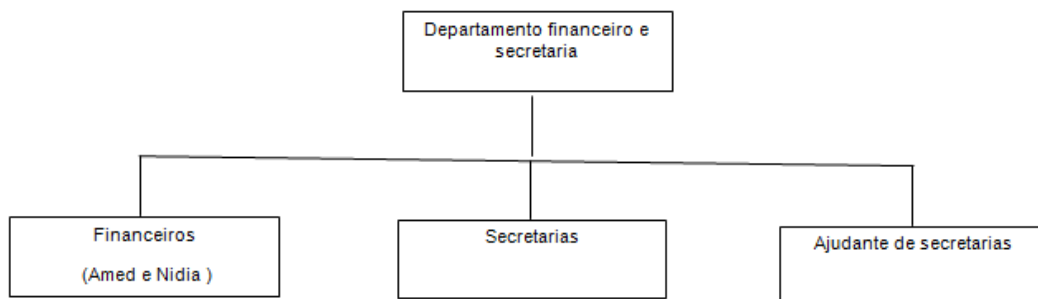 Departamento financeiro e
secretaria
Financeiros
(Amed e Nidia )
Secretarias
Ajudante de secretarias